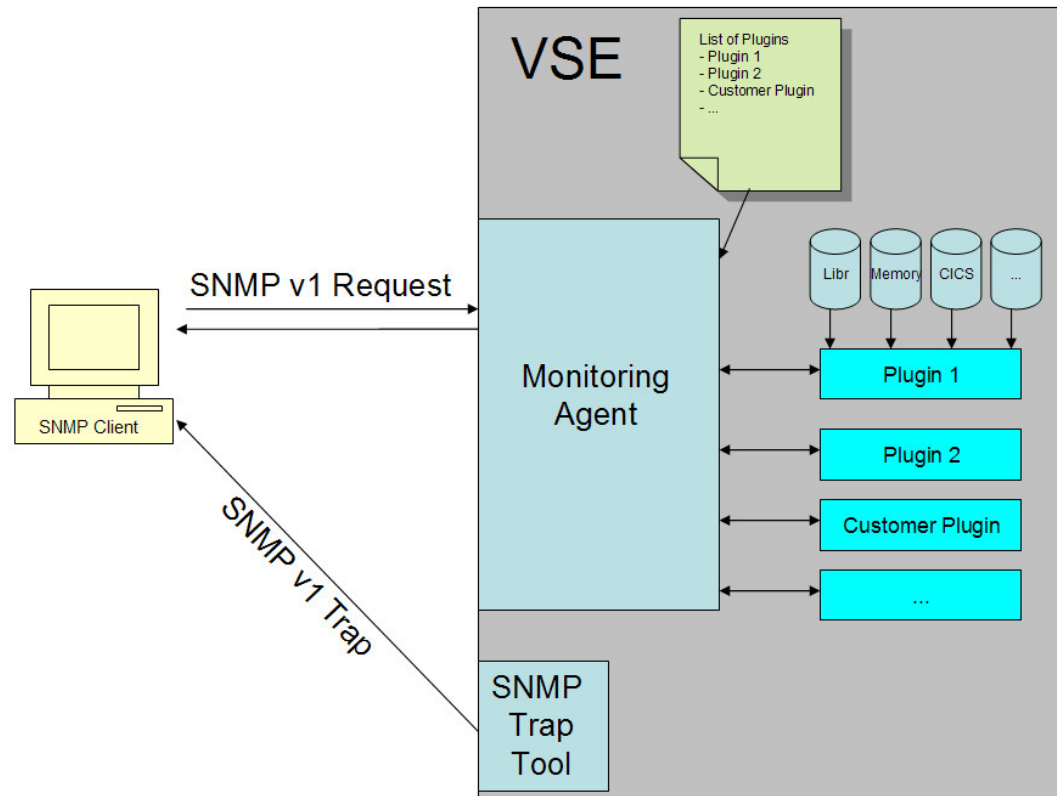 VSE
List of Plugins
- Plugin 1
- Plugin 2
- Customer Plugin
- ...
Libr
Memory
CICS
...
SNMP v1 Request
Monitoring
Agent
Plugin 1
Plugin 2
Customer Plugin
...
SNMP Client
SNMP v1 Trap
SNMP
Trap
Tool